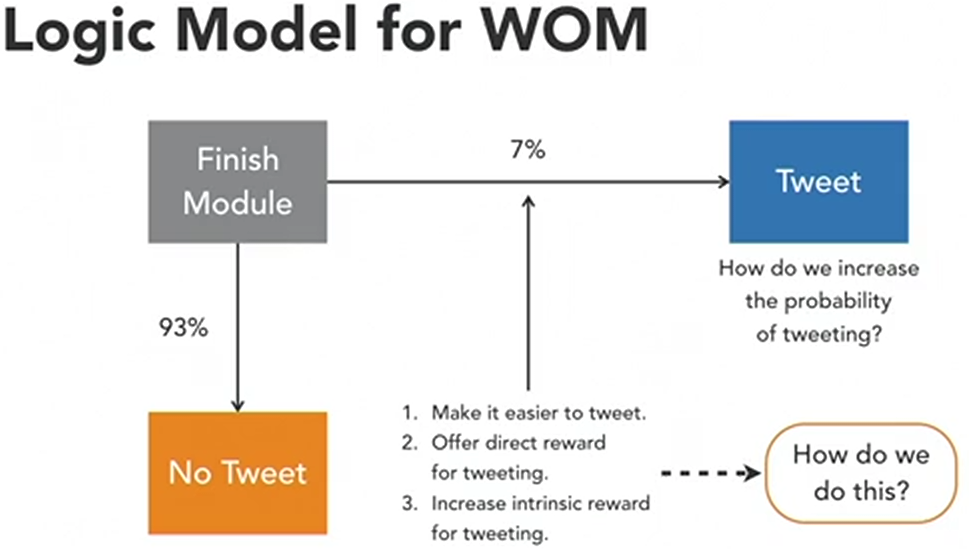 Logic Model for WOM
Finish
Module
7%
Tweet
How do we increase
the probability
of tweeting?
93%
No Tweet
1. Make it easier to tweet.
2. Offer direct reward
for tweeting.
3. Increase intrinsic reward
for tweeting.
How do we
do this?